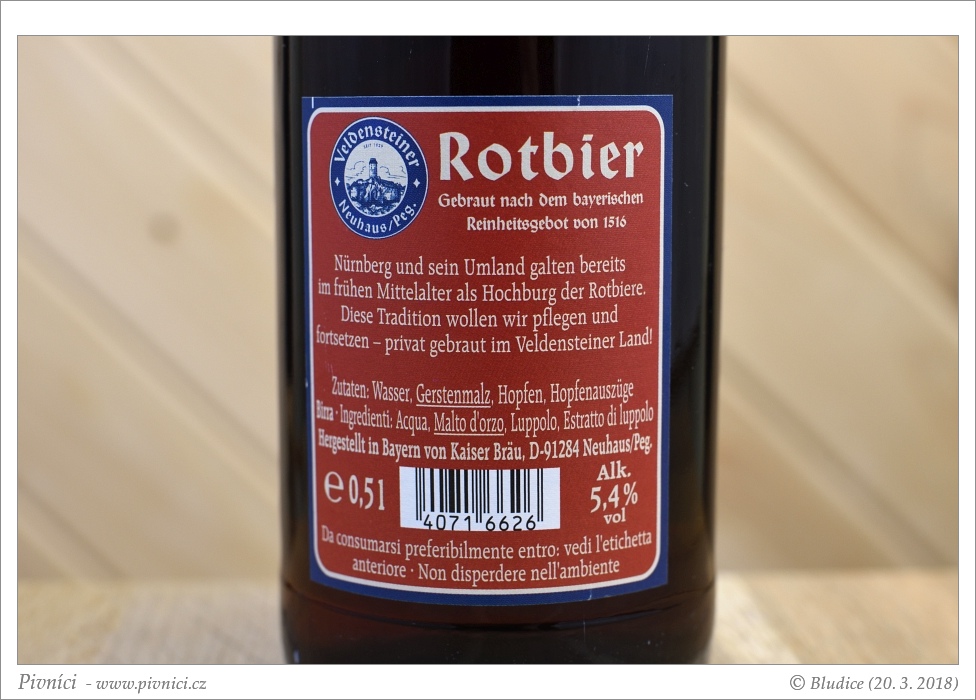 Veldensteiner
SEIT 1929
Neuhaus/Peg.
Rotbier
Gebraut nach dem bayerischen
Reinheitsgebot von 1516
Nürnberg und sein Umland galten bereits
im frühen Mittelalter als Hochburg der Rotbiere.
Diese Tradition wollen wir pflegen und
fortsetzen – privat gebraut im Veldensteiner Land!
Zutaten: Wasser, Gerstenmalz, Hopfen, Hopfenauszüge
Birra · Ingredienti: Acqua, Malto d'orzo, Luppolo, Estratto di luppolo
Hergestellt in Bayern von Kaiser Bräu, D-91284 Neuhaus/Peg.
℮ 0,5 l
4071 6626
Alk.
5,4 %
vol
Da consumarsi preferibilmente entro: vedi l'etichetta
anteriore · Non disperdere nell'ambiente
Pivníci - www.pivnici.cz
© Bludice (20. 3. 2018)